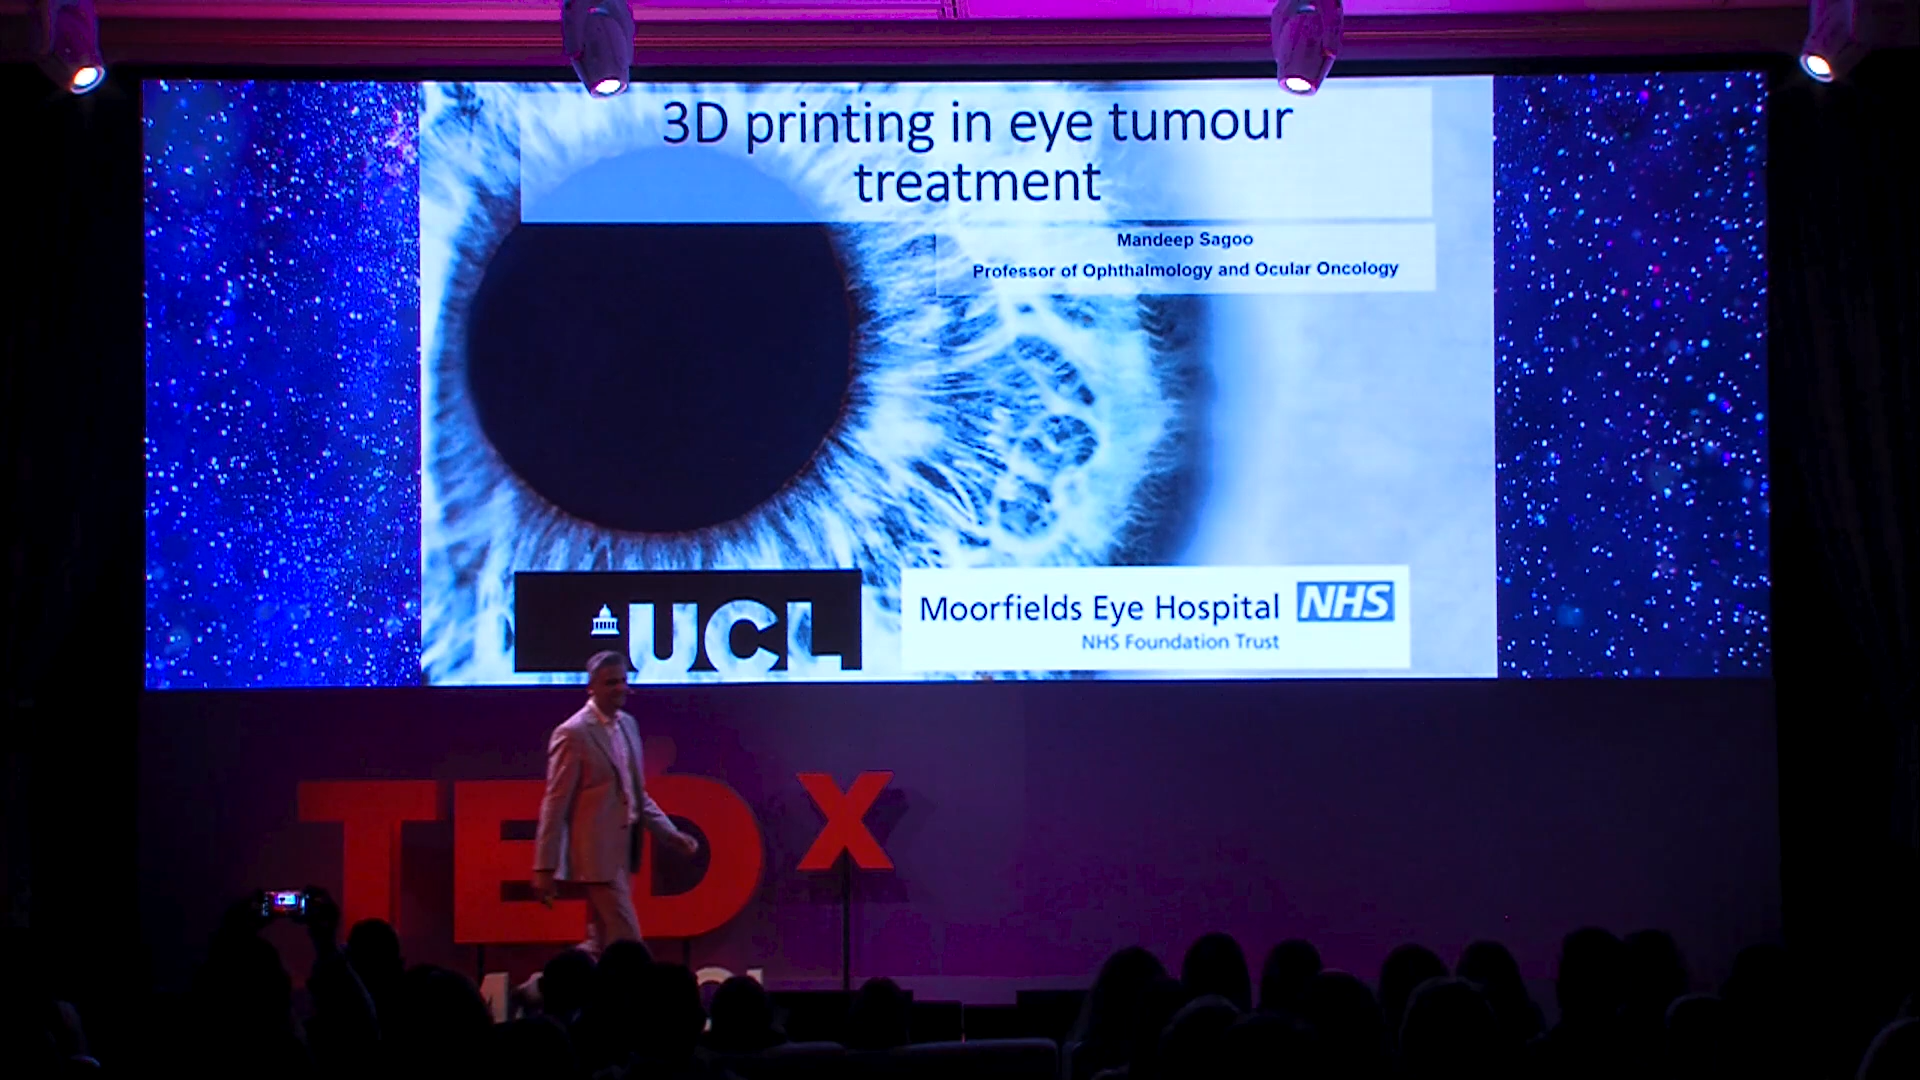 3D printing in eye tumour
treatment
Mandeep Sagoo
Professor of Ophthalmology and Ocular Oncology
UCL
Moorfields Eye Hospital NHS
NHS Foundation Trust
TEDx